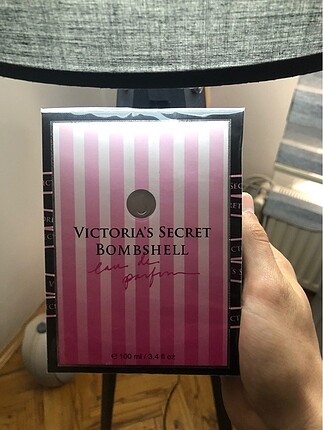 VICTORIA'S SECRET
BOMBSHELL
eau de
parfum
e 100 ml / 3.4 fl oz